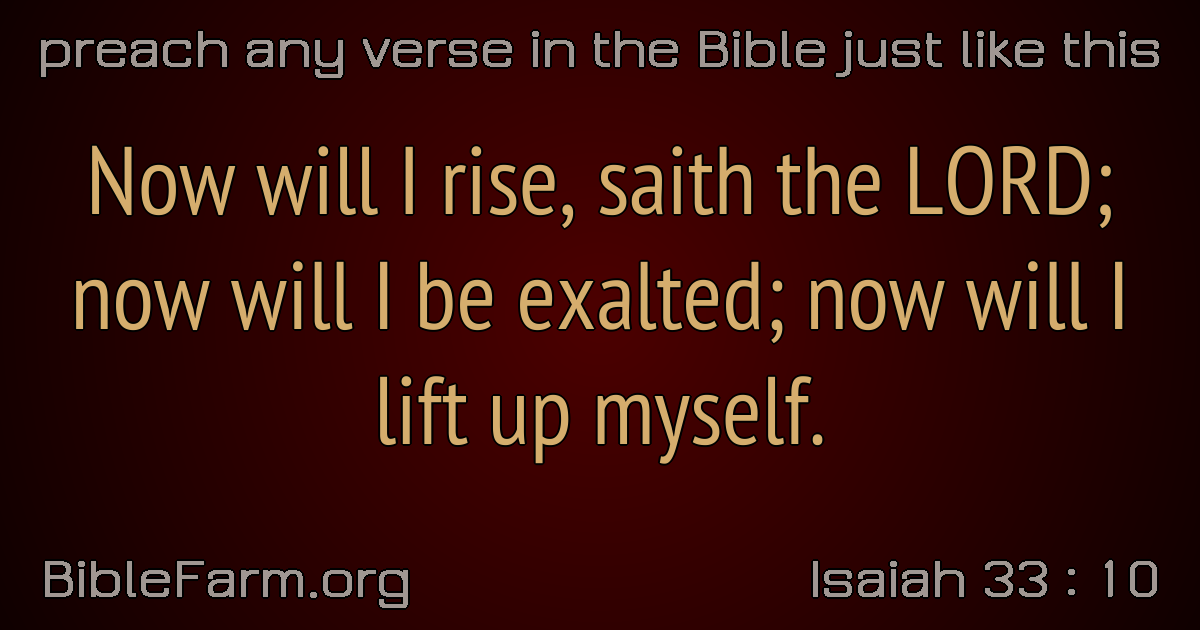 preach any verse in the Bible just like this
Now will I rise, saith the LORD;
now will I be exalted; now will I
lift up myself.
BibleFarm.org
Isaiah 33 : 10